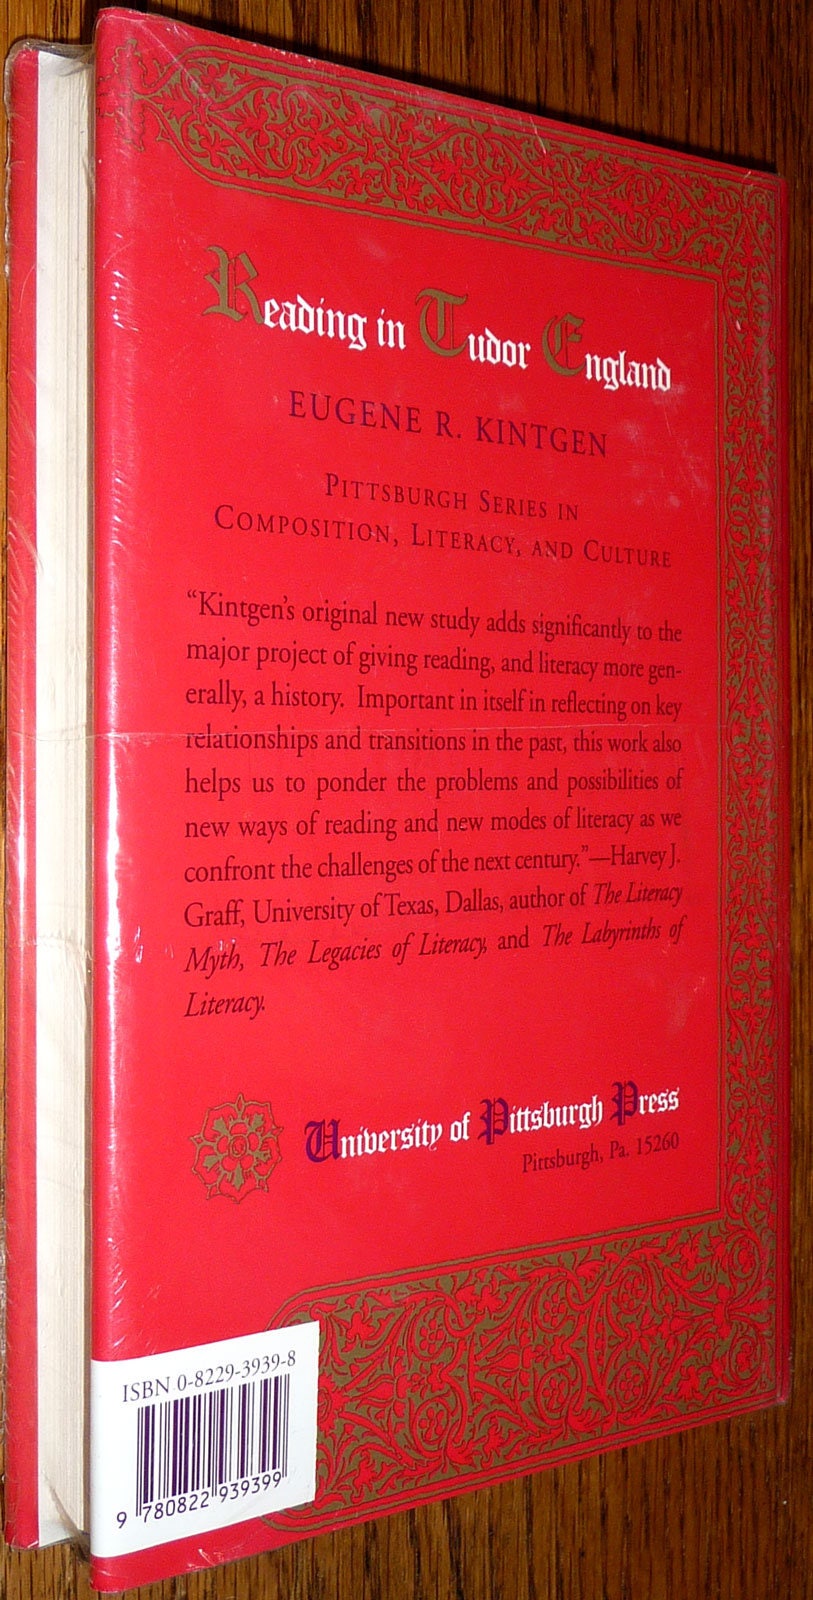 Reading in Tudor England
EUGENE R. KINTGEN
PITTSBURGH SERIES IN
COMPOSITION, LITERACY, AND CULTURE
“Kintgen’s original new study adds significantly to the
major project of giving reading, and literacy more gen-
erally, a history. Important in itself in reflecting on key
relationships and transitions in the past, this work also
helps us to ponder the problems and possibilities of
new ways of reading and new modes of literacy as we
confront the challenges of the next century.”—Harvey J.
Graff, University of Texas, Dallas, author of The Literacy
Myth, The Legacies of Literacy, and The Labyrinths of
Literacy.
University of Pittsburgh Press
Pittsburgh, Pa. 15260
ISBN 0-8229-3939-8
9 780822 939399